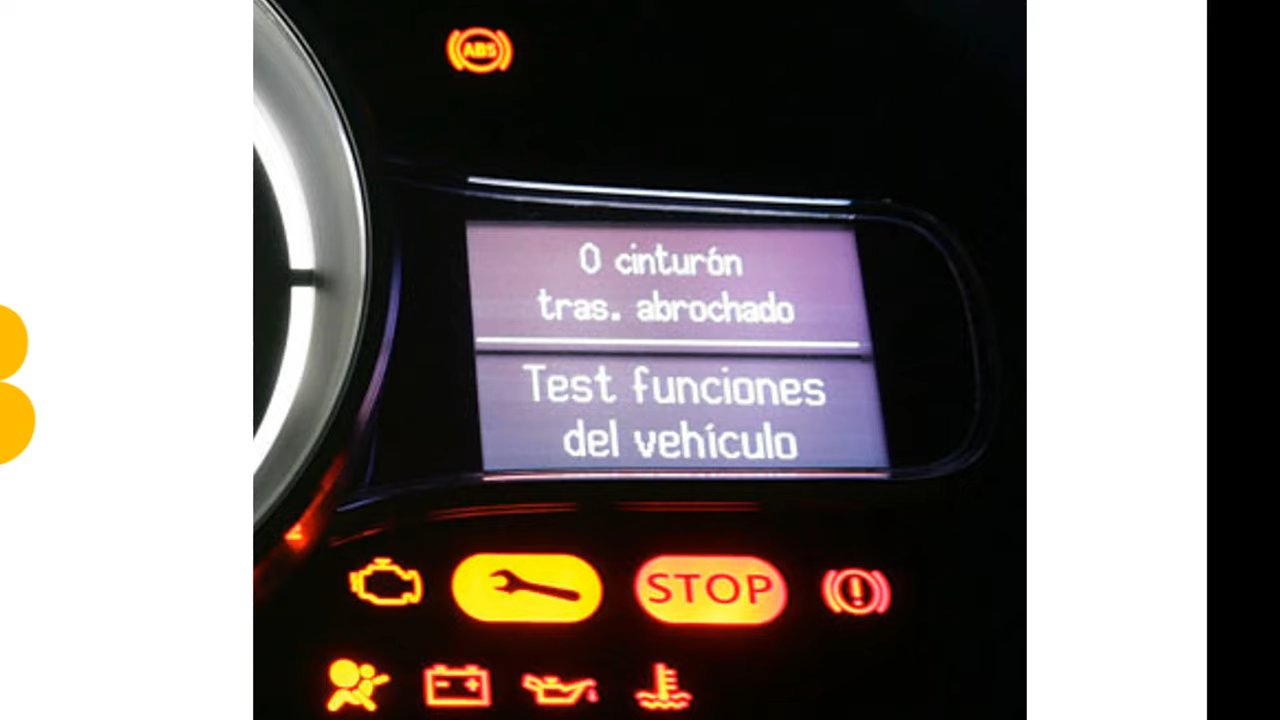 ABS
0 cinturón
tras. abrochado
Test funciones
del vehículo
STOP